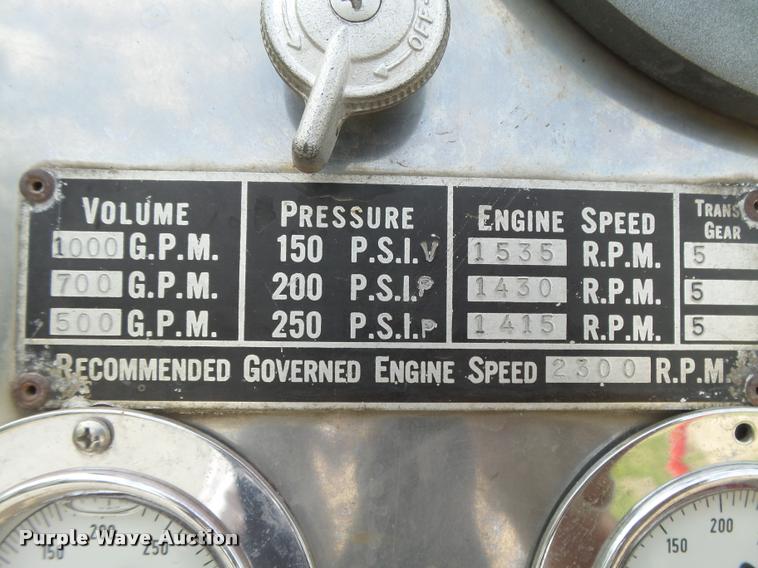 OFF
VOLUME PRESSURE ENGINE SPEED TRANS
GEAR
1000 G.P.M. 150 P.S.I. V 1535 R.P.M. 5
700 G.P.M. 200 P.S.I. P 1430 R.P.M. 5
500 G.P.M. 250 P.S.I. P 1415 R.P.M. 5
RECOMMENDED GOVERNED ENGINE SPEED 2300 R.P.M.
150 200 250
150 200
Purple Wave Auction